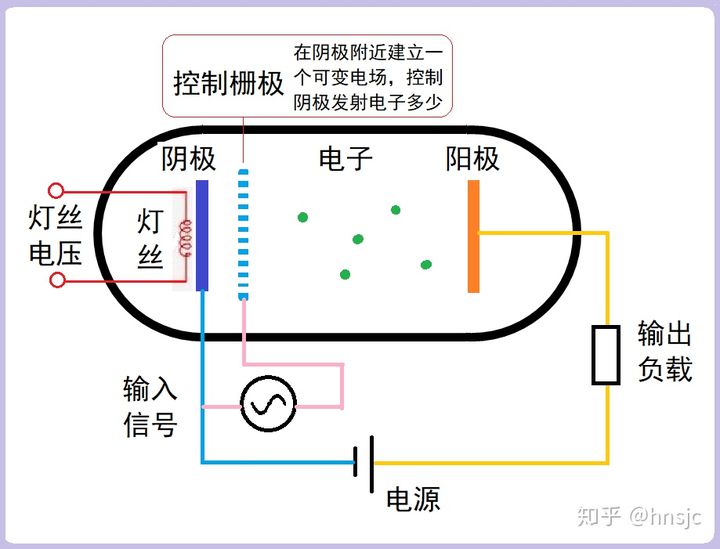 控制栅极
在阴极附近建立一
个可变电场，控制
阴极发射电子多少
阴极
电子
阳极
灯丝
电压
灯
丝
输出
负载
输入
信号
电源
知乎 @hnsjc